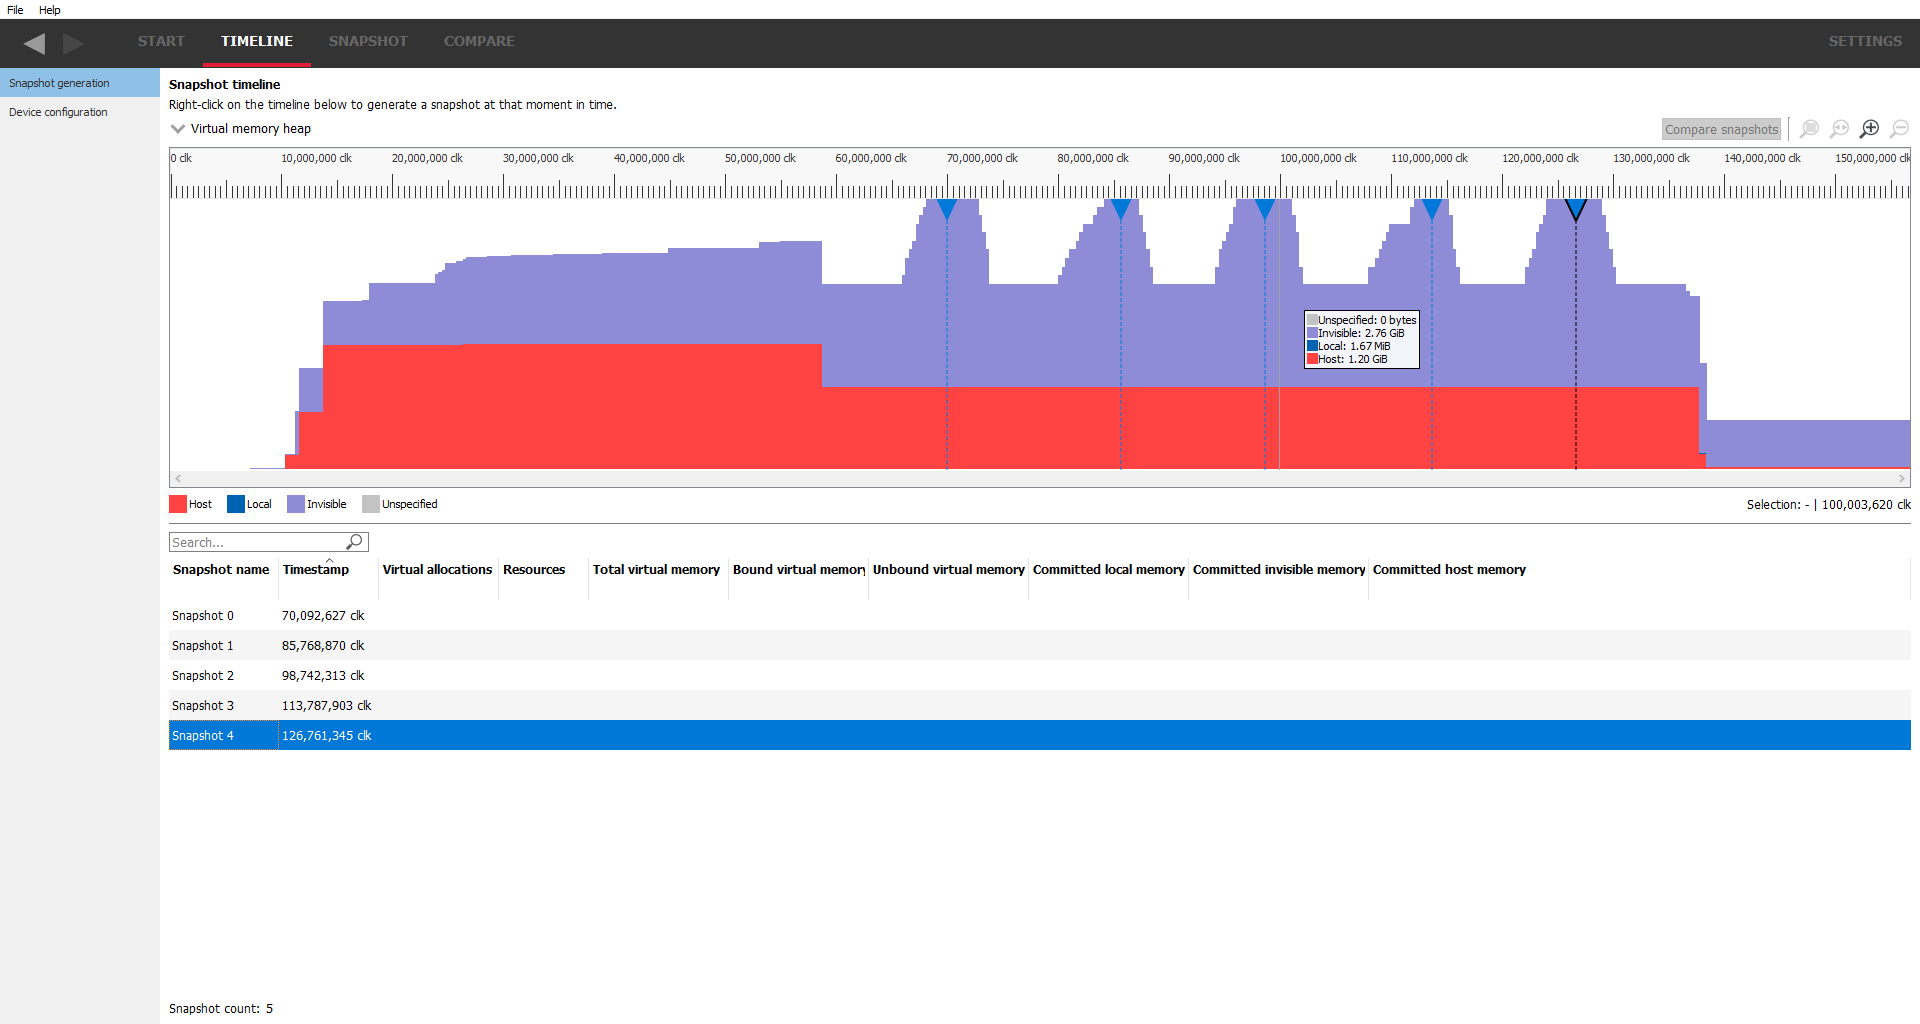 File Help
START TIMELINE SNAPSHOT COMPARE SETTINGS
Snapshot generation
Device configuration
Snapshot timeline
Right-click on the timeline below to generate a snapshot at that moment in time.
Virtual memory heap
Compare snapshots
0 clk 10,000,000 clk 20,000,000 clk 30,000,000 clk 40,000,000 clk 50,000,000 clk 60,000,000 clk 70,000,000 clk 80,000,000 clk 90,000,000 clk 100,000,000 clk 110,000,000 clk 120,000,000 clk 130,000,000 clk 140,000,000 clk 150,000,000 clk
Unspecified: 0 bytes
Invisible: 2.76 GiB
Local: 1.67 MiB
Host: 1.20 GiB
Host Local Invisible Unspecified
Selection: - | 100,003,620 clk
Search...
Snapshot name Timestamp Virtual allocations Resources Total virtual memory Bound virtual memory Unbound virtual memory Committed local memory Committed invisible memory Committed host memory
Snapshot 0 70,092,627 clk
Snapshot 1 85,768,870 clk
Snapshot 2 98,742,313 clk
Snapshot 3 113,787,903 clk
Snapshot 4 126,761,345 clk
Snapshot count: 5